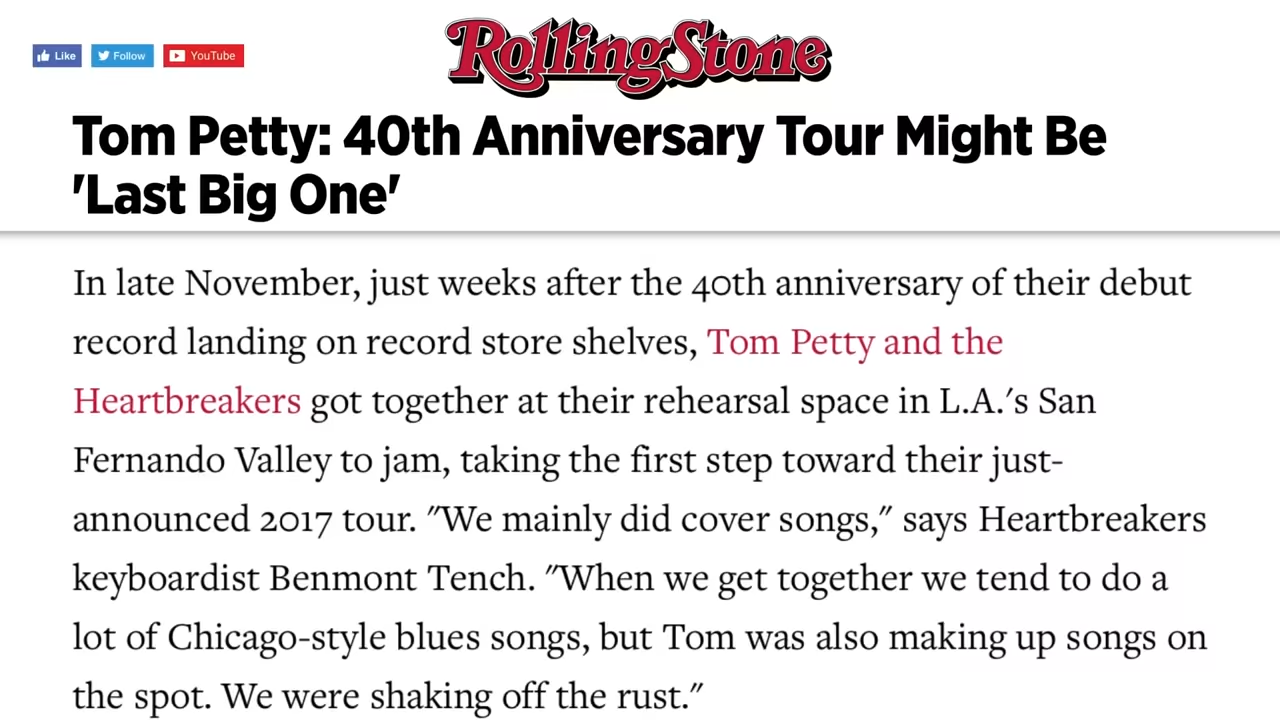 Like Follow YouTube
RollingStone
Tom Petty: 40th Anniversary Tour Might Be
'Last Big One'
In late November, just weeks after the 40th anniversary of their debut
record landing on record store shelves, Tom Petty and the
Heartbreakers got together at their rehearsal space in L.A.'s San
Fernando Valley to jam, taking the first step toward their just-
announced 2017 tour. "We mainly did cover songs," says Heartbreakers
keyboardist Benmont Tench. "When we get together we tend to do a
lot of Chicago-style blues songs, but Tom was also making up songs on
the spot. We were shaking off the rust."